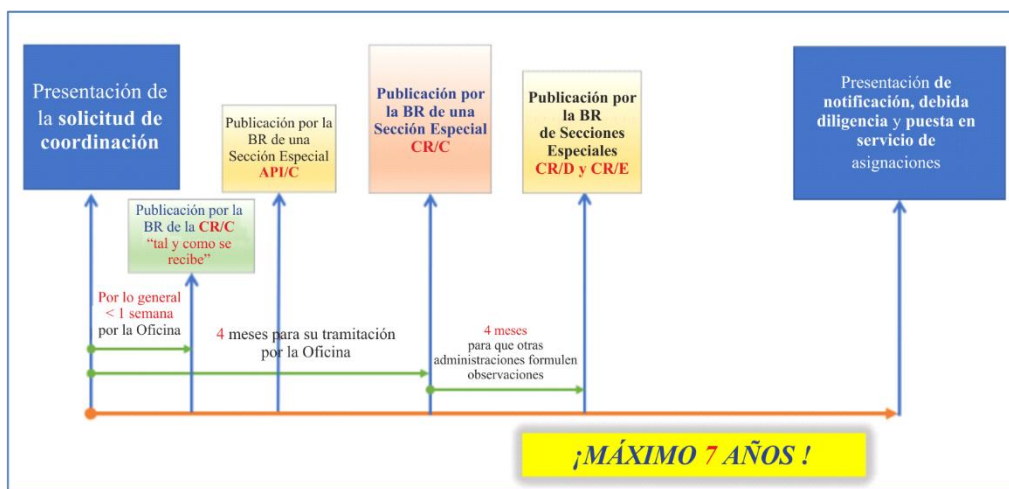 Presentación de
la solicitud de
coordinación
Publicación por la
BR de la CR/C
“tal y como se
recibe”
Publicación por la
BR de una
Sección Especial
API/C
Publicación por
la BR de una
Sección Especial
CR/C
Publicación por
la BR
de Secciones
Especiales
CR/D y CR/E
Presentación de
notificación, debida
diligencia y puesta en
servicio de
asignaciones
Por lo general
< 1 semana
por la Oficina
4 meses para su tramitación
por la Oficina
4 meses
para que otras
administraciones formulen
observaciones
¡MÁXIMO 7 AÑOS !